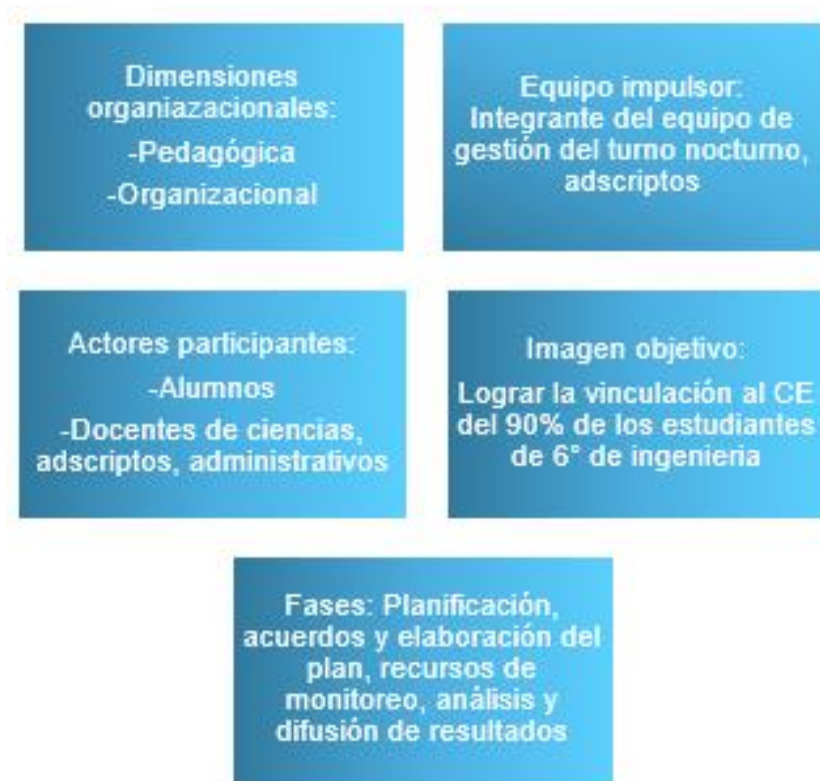 Dimensiones
organiazacionales:
-Pedagógica
-Organizacional
Equipo impulsor:
Integrante del equipo de
gestión del turno nocturno,
adscriptos
Actores participantes:
-Alumnos
-Docentes de ciencias,
adscriptos, administrativos
Imagen objetivo:
Lograr la vinculación al CE
del 90% de los estudiantes
de 6° de ingenieria
Fases: Planificación,
acuerdos y elaboración del
plan, recursos de
monitoreo, análisis y
difusión de resultados